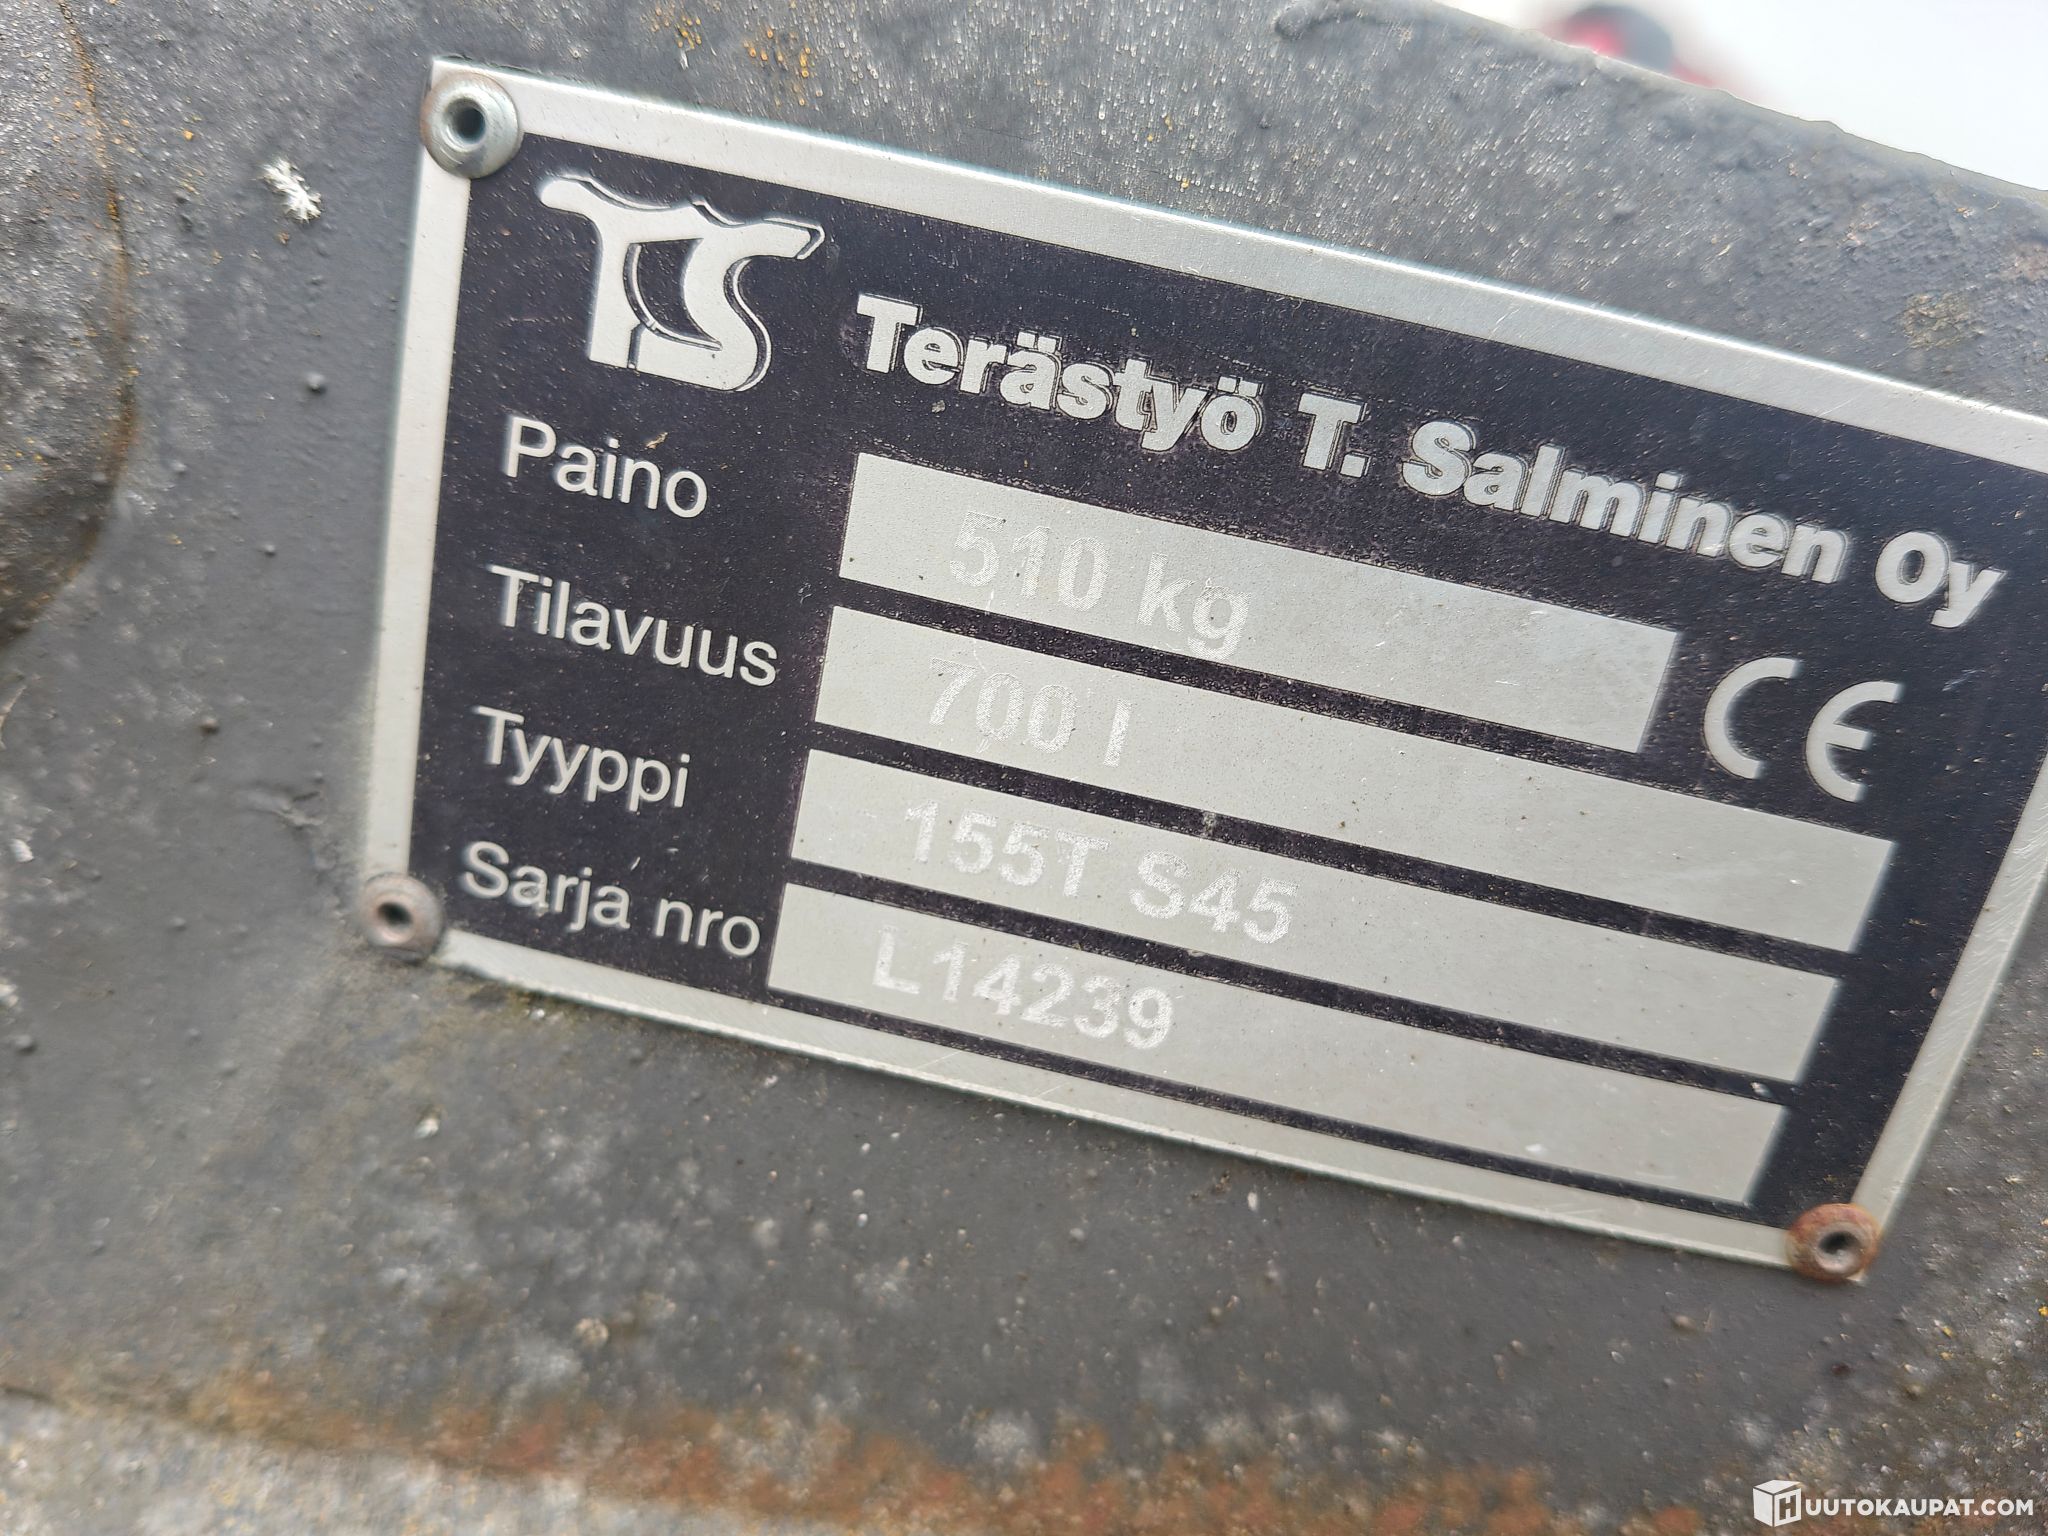 TS
Terästyö T. Salminen Oy
Paino 510 kg
CE
Tilavuus 700 l
Tyyppi 155T S45
Sarja nro L14239
HUUTOKAUPAT.COM